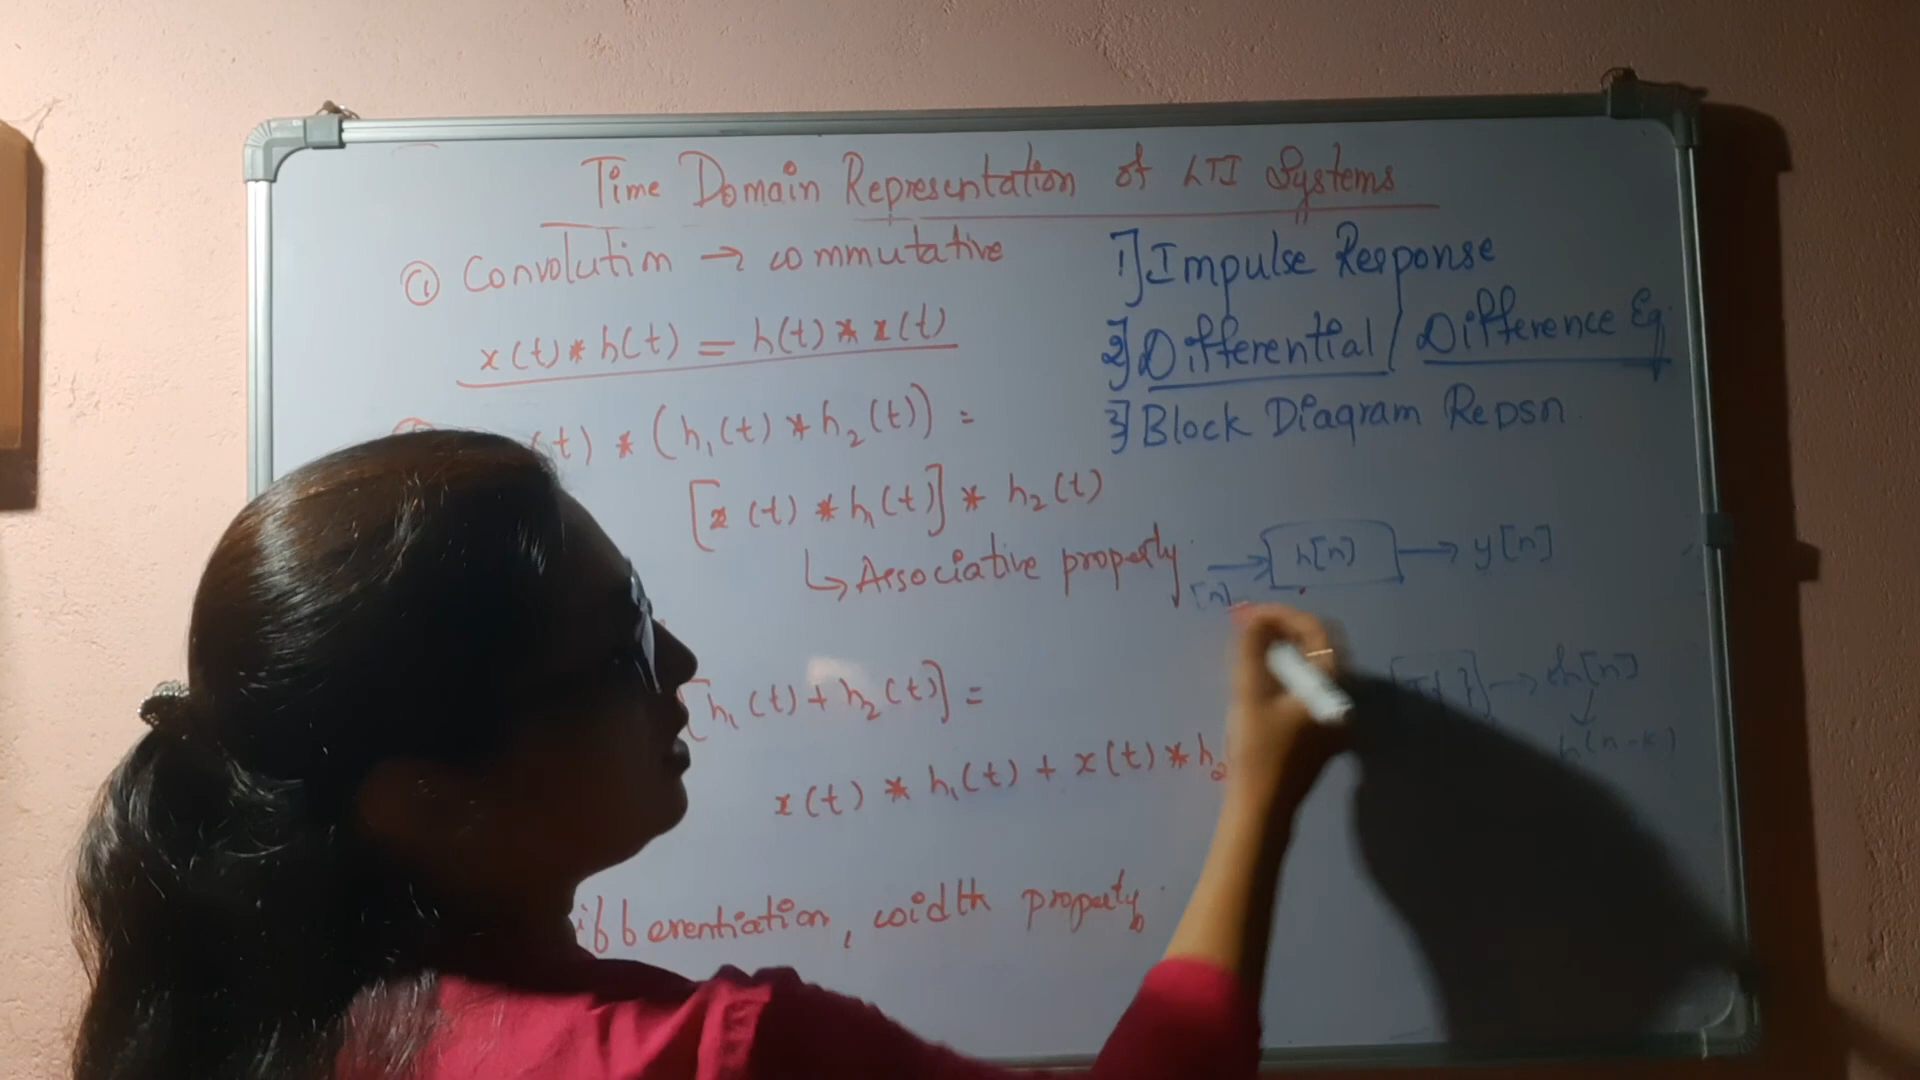 Time Domain Representation of LTI Systems
① Convolution → commutative
x(t) * h(t) = h(t) * x(t)
(t) * (h₁(t) * h₂(t)) =
[x(t) * h₁(t)] * h₂(t)
↳ Associative property
[h₁(t) + h₂(t)] =
x(t) * h₁(t) + x(t) * h₂
ifferentiation, width property.
1] Impulse Response
2] Differential / Difference Eq.
3] Block Diagram Repsn.
[n] → h[n] → y[n]
→ h[n]
h(n-k)